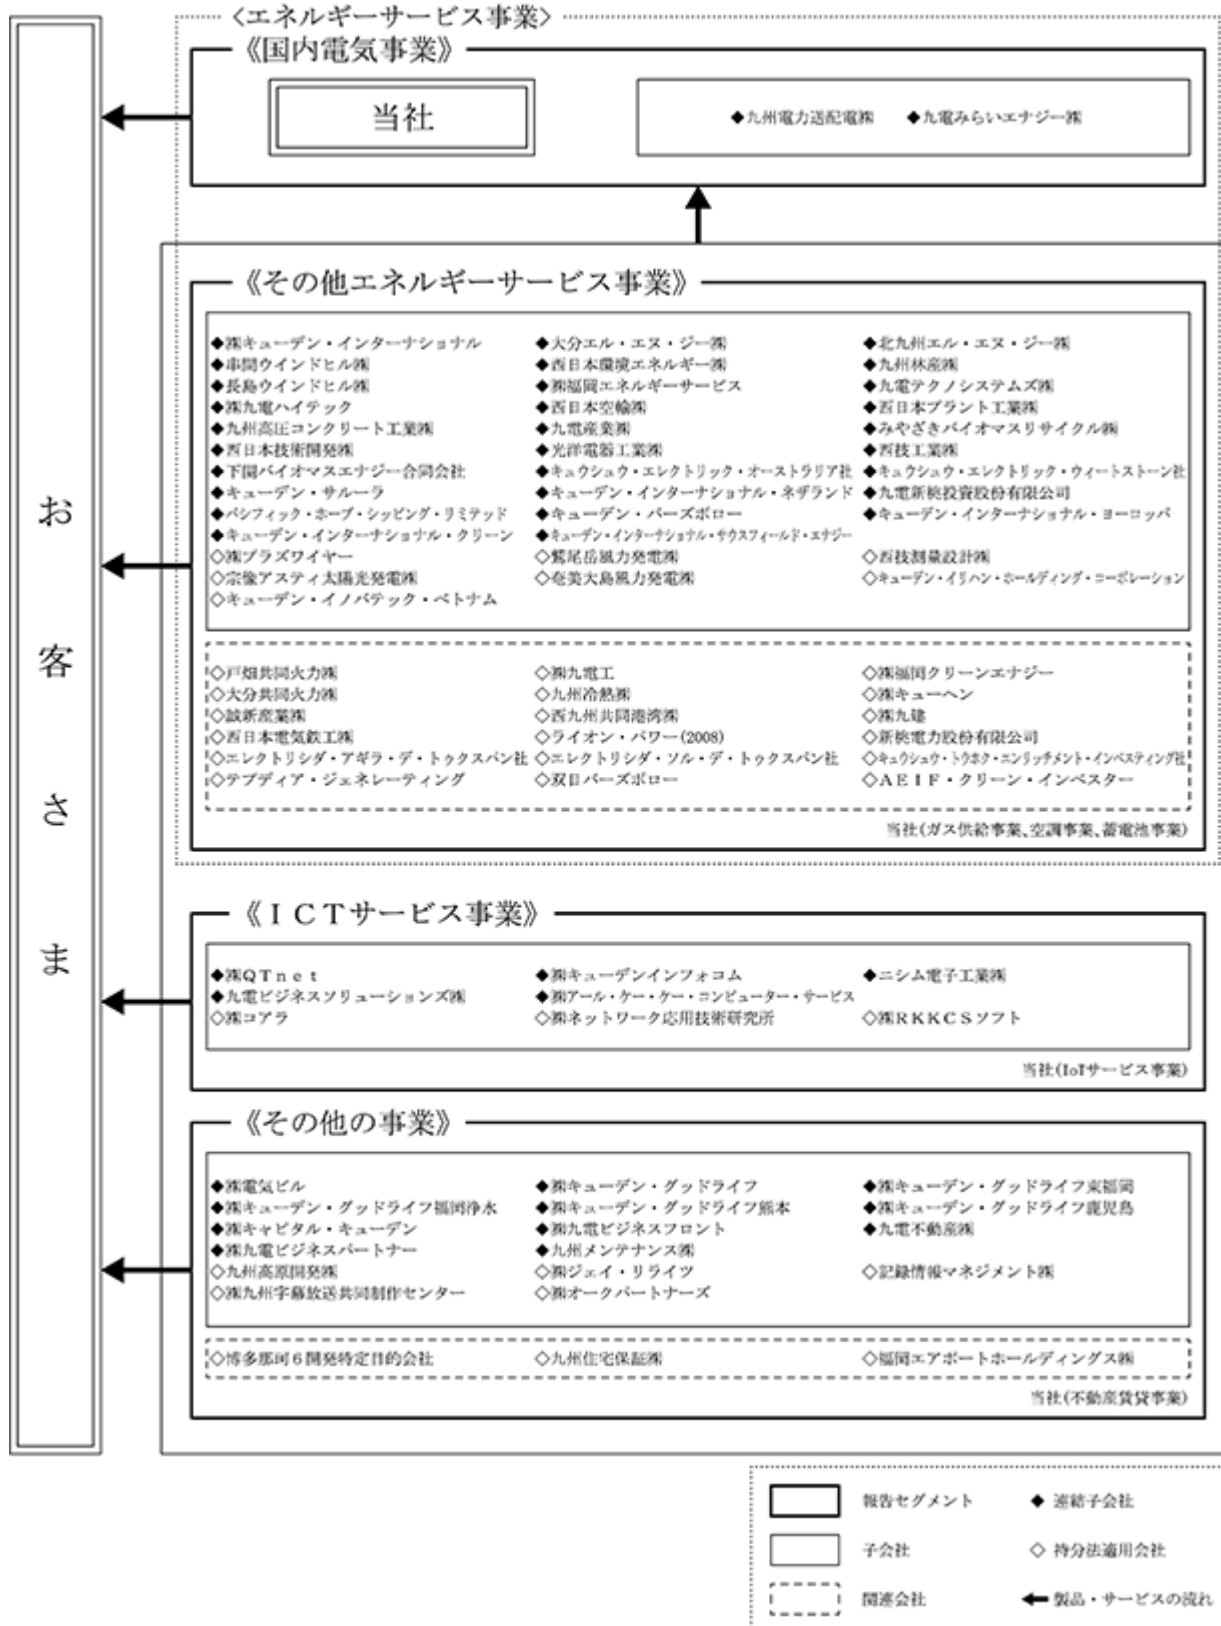 〈エネルギーサービス事業〉
《国内電気事業》
当社
◆九州電力送配電㈱ ◆九電みらいエナジー㈱
お客さま
《その他エネルギーサービス事業》
◆㈱キューデン・インターナショナル ◆大分エル・エヌ・ジー㈱ ◆北九州エル・エヌ・ジー㈱
◆串間ウインドヒル㈱ ◆西日本環境エネルギー㈱ ◆九州林産㈱
◆長島ウインドヒル㈱ ◆㈱福岡エネルギーサービス ◆九電テクノシステムズ㈱
◆㈱九電ハイテック ◆西日本空輸㈱ ◆西日本プラント工業㈱
◆九州高圧コンクリート工業㈱ ◆九電産業㈱ ◆みやざきバイオマスリサイクル㈱
◆西日本技術開発㈱ ◆光洋電器工業㈱ ◆西技工業㈱
◆下関バイオマスエナジー合同会社 ◆キュウシュウ・エレクトリック・オーストラリア社 ◆キュウシュウ・エレクトリック・ウィートストーン社
◆キューデン・サルーラ ◆キューデン・インターナショナル・ネザランド ◆九電新桃投資股份有限公司
◆パシフィック・ホープ・シッピング・リミテッド ◆キューデン・バーズボロー ◆キューデン・インターナショナル・ヨーロッパ
◆キューデン・インターナショナル・クリーン ◆キューデン・インターナショナル・サウスフィールド・エナジー
◇㈱プラズワイヤー ◇鷲尾岳風力発電㈱ ◇西技測量設計㈱
◇宗像アスティ太陽光発電㈱ ◇奄美大島風力発電㈱ ◇キューデン・イリハン・ホールディング・コーポレーション
◇キューデン・イノバテック・ベトナム
◇戸畑共同火力㈱ ◇㈱九電工 ◇㈱福岡クリーンエナジー
◇大分共同火力㈱ ◇九州冷熱㈱ ◇㈱キューヘン
◇誠新産業㈱ ◇西九州共同港湾㈱ ◇㈱九建
◇西日本電気鉄工㈱ ◇ライオン・パワー(2008) ◇新桃電力股份有限公司
◇エレクトリシダ・アギラ・デ・トゥクスパン社 ◇エレクトリシダ・ソル・デ・トゥクスパン社 ◇キュウシュウ・トウホク・エンリッチメント・インベスティング社
◇テプディア・ジェネレーティング ◇双日バーズボロー ◇ＡＥＩＦ・クリーン・インベスター
当社(ガス供給事業、空調事業、蓄電池事業)
《ＩＣＴサービス事業》
◆㈱ＱＴｎｅｔ ◆㈱キューデンインフォコム ◆ニシム電子工業㈱
◆九電ビジネスソリューションズ㈱ ◆㈱アール・ケー・ケー・コンピューター・サービス
◇㈱コアラ ◇㈱ネットワーク応用技術研究所 ◇㈱ＲＫＫＣＳソフト
当社(IoTサービス事業)
《その他の事業》
◆㈱電気ビル ◆㈱キューデン・グッドライフ ◆㈱キューデン・グッドライフ東福岡
◆㈱キューデン・グッドライフ福岡浄水 ◆㈱キューデン・グッドライフ熊本 ◆㈱キューデン・グッドライフ鹿児島
◆㈱キャピタル・キューデン ◆㈱九電ビジネスフロント ◆九電不動産㈱
◆㈱九電ビジネスパートナー ◆九州メンテナンス㈱
◇九州高原開発㈱ ◇㈱ジェイ・リライツ ◇記録情報マネジメント㈱
◇㈱九州字幕放送共同制作センター ◇㈱オークパートナーズ
◇博多那珂６開発特定目的会社 ◇九州住宅保証㈱ ◇福岡エアポートホールディングス㈱
当社(不動産賃貸事業)
報告セグメント ◆ 連結子会社
子会社 ◇ 持分法適用会社
関連会社 製品・サービスの流れ